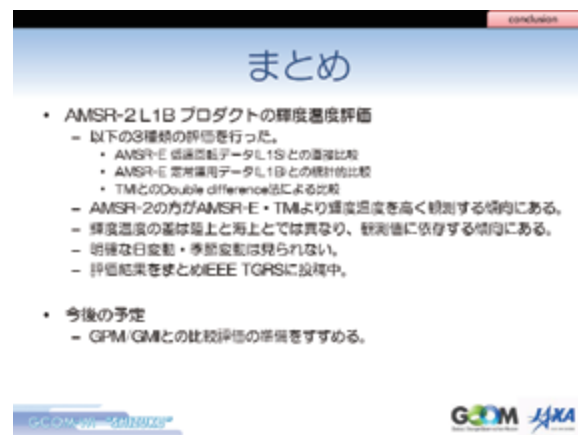 conclusion
まとめ
• AMSR-2 L1B プロダクトの輝度温度評価
– 以下の3種類の評価を行った。
• AMSR-E 低速回転データ(L1S)との直接比較
• AMSR-E 定常運用データ(L1B)との統計的比較
• TMIとのDouble difference法による比較
– AMSR-2の方がAMSR-E・TMIより輝度温度を高く観測する傾向にある。
– 輝度温度の差は陸上と海上とでは異なり、観測値に依存する傾向にある。
– 明確な日変動・季節変動は見られない。
– 評価結果をまとめIEEE TGRSに投稿中。
• 今後の予定
– GPM/GMIとの比較評価の準備をすすめる。
GCOM-W1
GCOM
JAXA